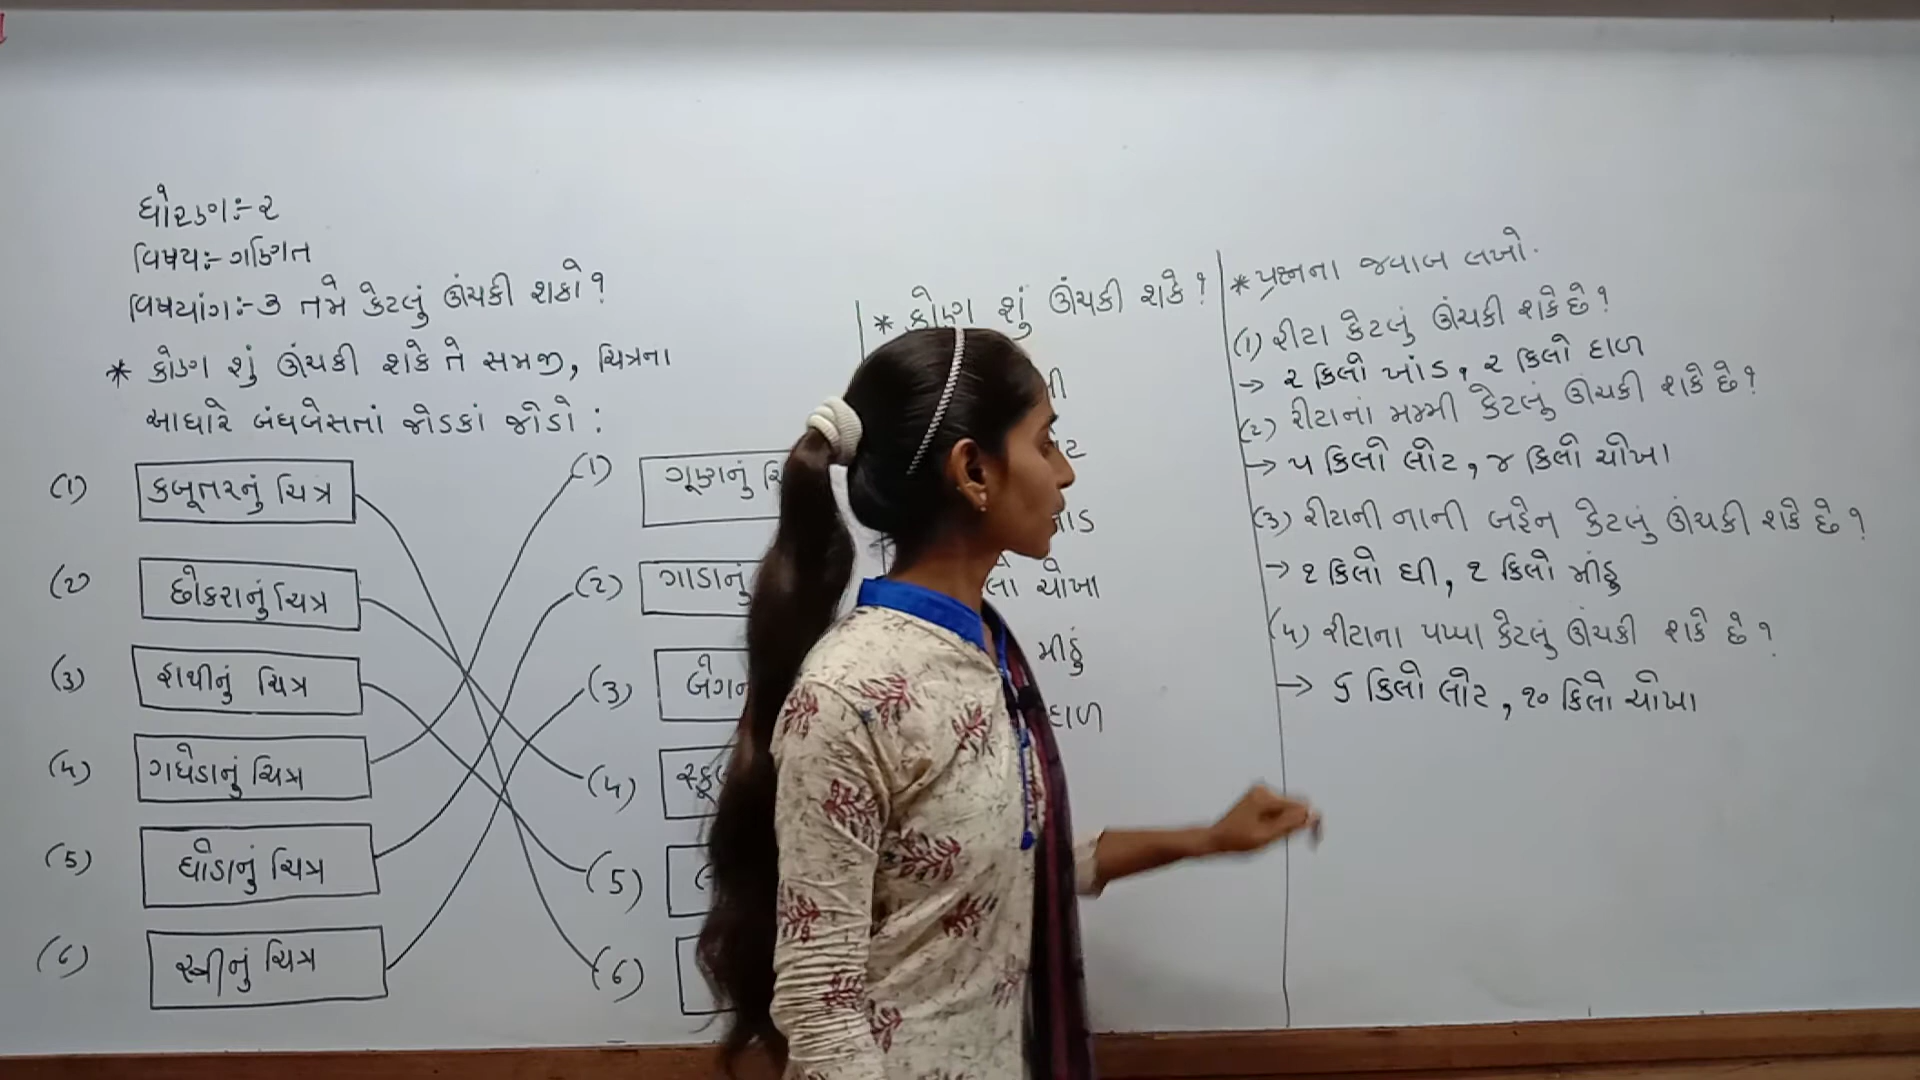 ધોરણ:- ૨
વિષય:- ગણિત
વિષયાંગ:- ૩ તમે કેટલું ઊંચકી શકો ?
* કોણ શું ઊંચકી શકે તે સમજી, ચિત્રના
આધારે બંધબેસતાં જોડકાં જોડો :
(1) કબૂતરનું ચિત્ર (1) ગૂણનું
(2) છોકરાનું ચિત્ર (2) ગાડાનું
(3) હાથીનું ચિત્ર (3)
(4) ગધેડાનું ચિત્ર (4)
(5) ઘોડાનું ચિત્ર (5)
(6) સ્ત્રીનું ચિત્ર (6)
* કોણ શું ઊંચકી શકે ?
ચોખા
મીઠું
દાળ
* પ્રશ્નના જવાબ લખો.
(1) રીટા કેટલું ઊંચકી શકે છે ?
→ ૨ કિલો ખાંડ, ૨ કિલો દાળ
(2) રીટાનાં મમ્મી કેટલું ઊંચકી શકે છે ?
→ ૫ કિલો લોટ, ૪ કિલો ચોખા
(3) રીટાની નાની બહેન કેટલું ઊંચકી શકે છે ?
→ ૧ કિલો ઘી, ૧ કિલો મીઠું
(4) રીટાના પપ્પા કેટલું ઊંચકી શકે છે ?
→ ૬ કિલો લોટ, ૧૦ કિલો ચોખા